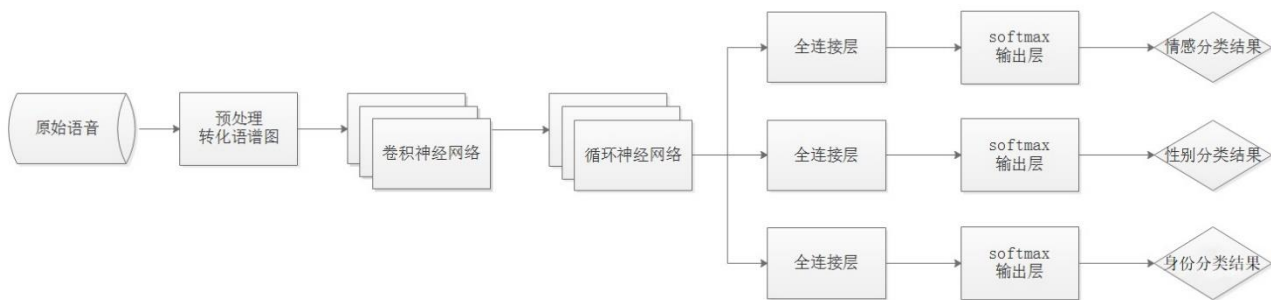 原始语音
预处理
转化语谱图
卷积神经网络
循环神经网络
全连接层
softmax
输出层
情感分类结果
全连接层
softmax
输出层
性别分类结果
全连接层
softmax
输出层
身份分类结果